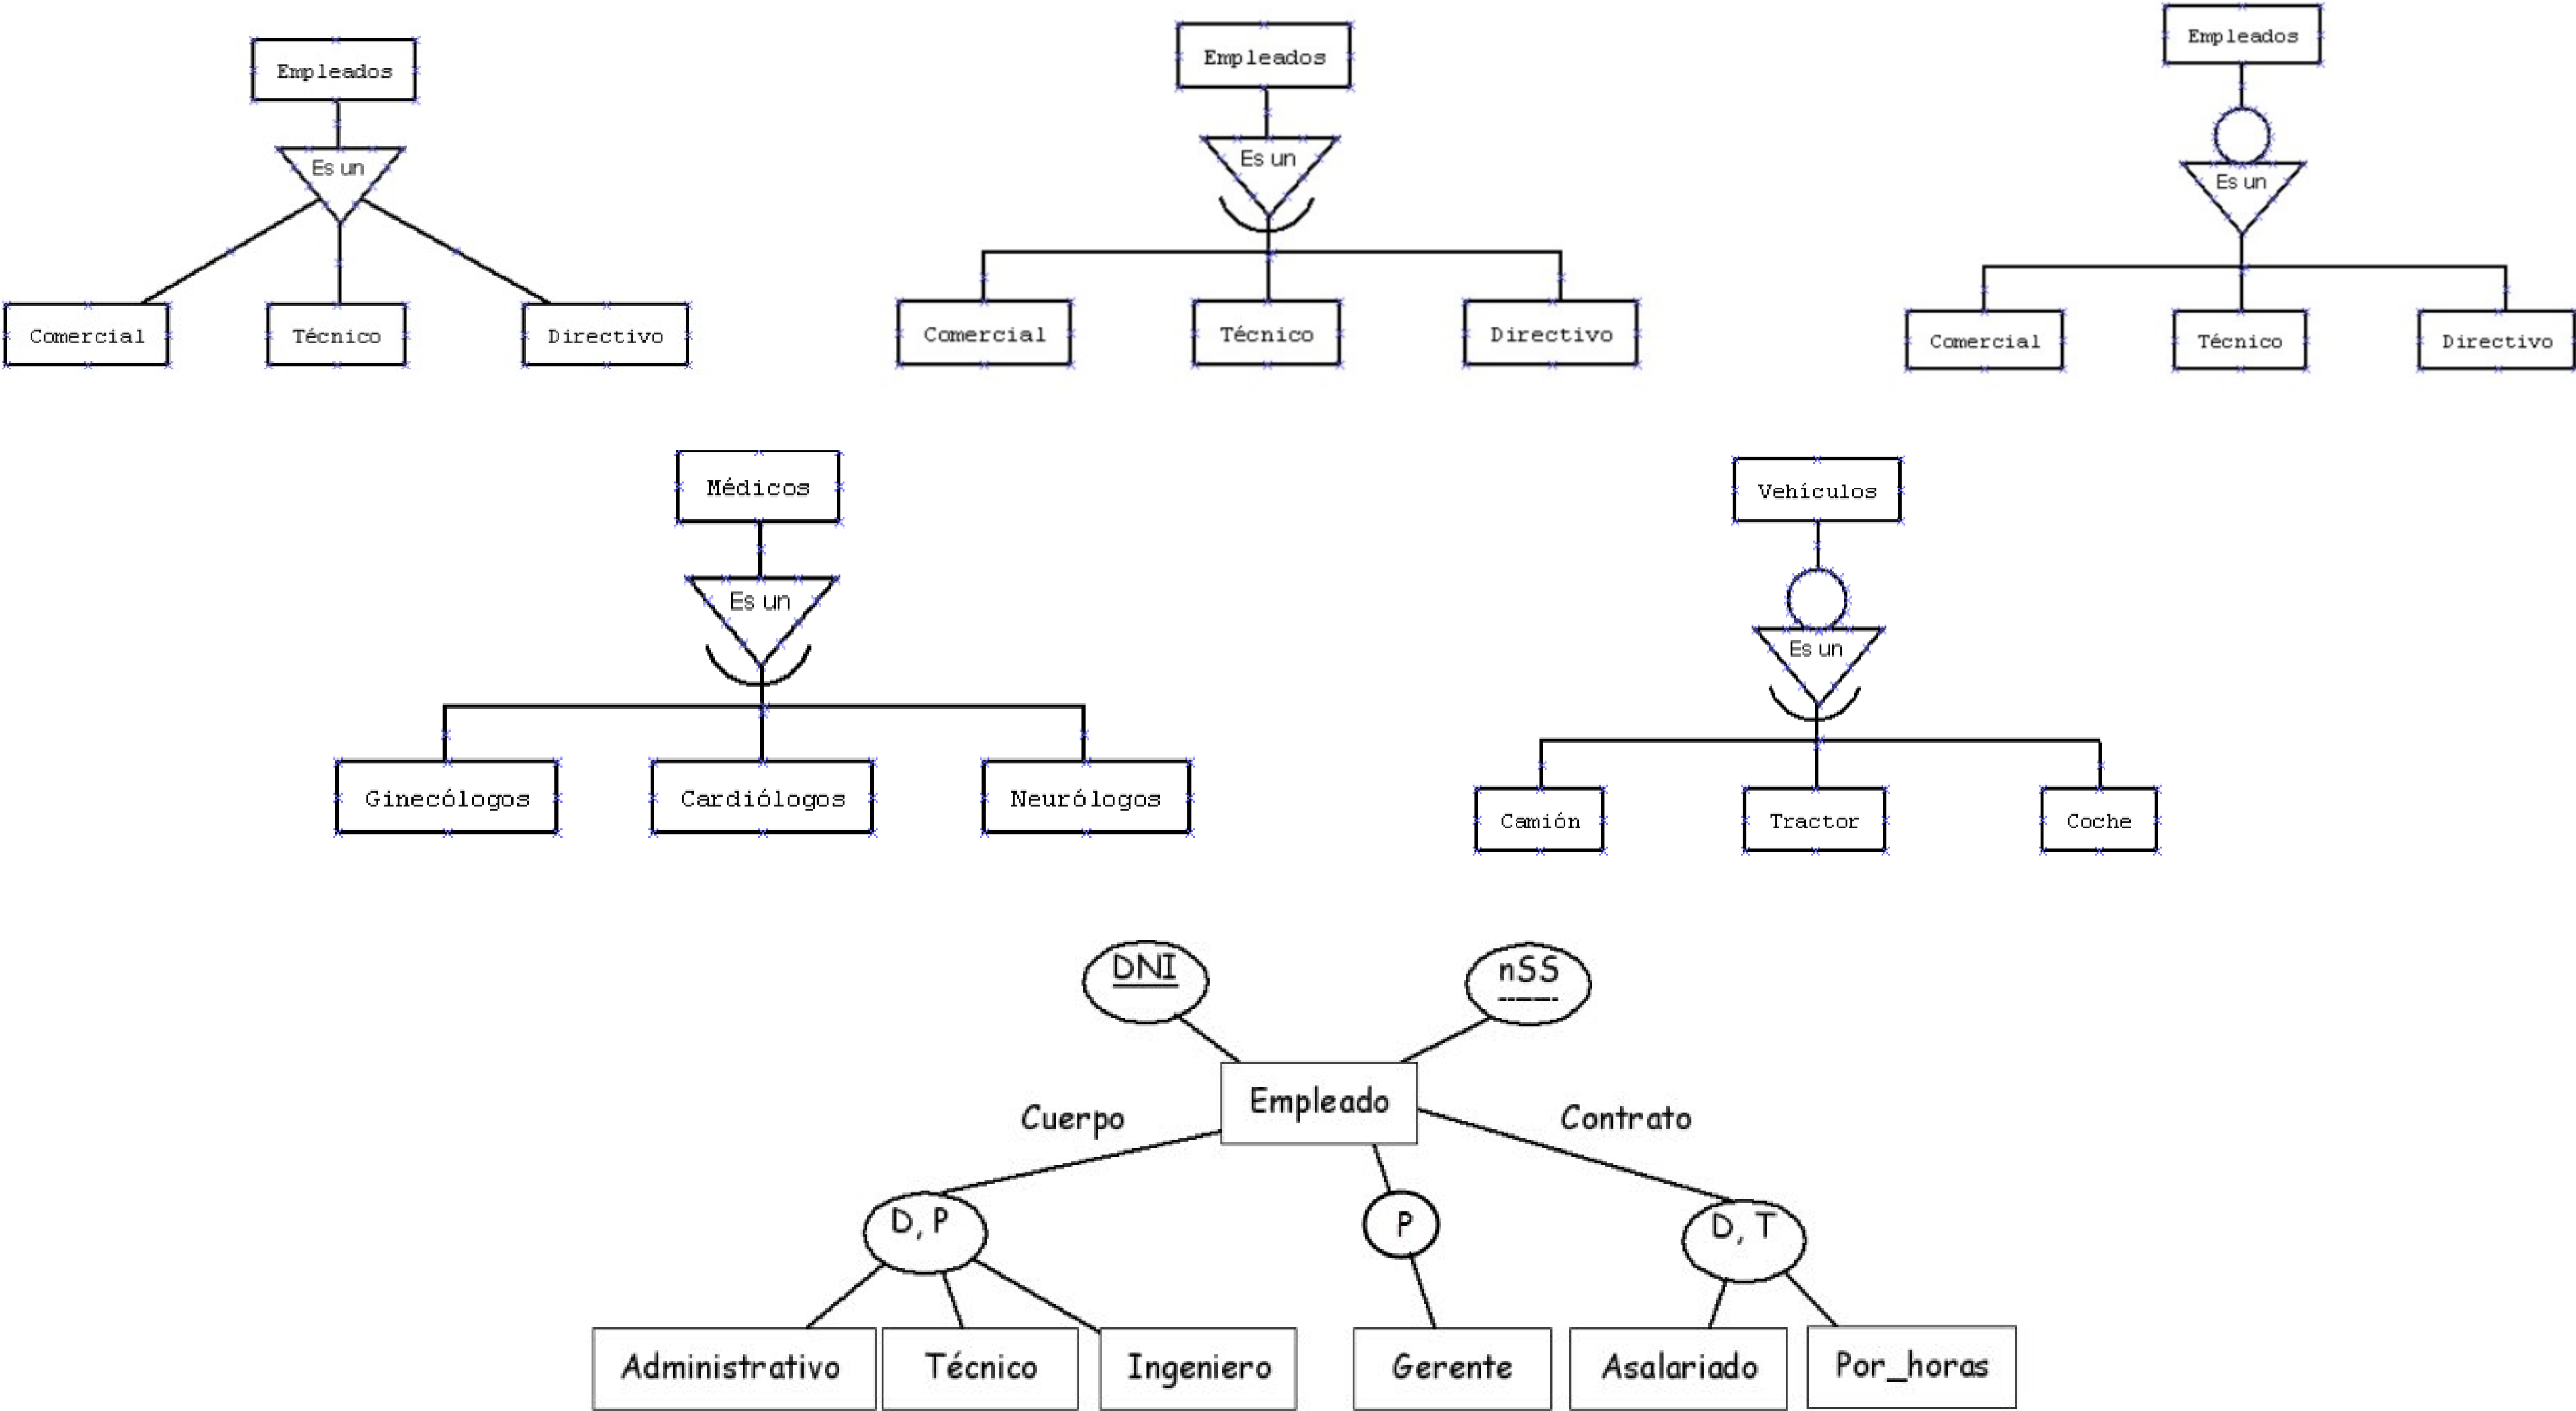 Empleados
Es un
Comercial
Técnico
Directivo
Empleados
Es un
Comercial
Técnico
Directivo
Empleados
Es un
Comercial
Técnico
Directivo
Médicos
Es un
Ginecólogos
Cardiólogos
Neurólogos
Vehículos
Es un
Camión
Tractor
Coche
DNI
nSS
Empleado
Cuerpo
Contrato
D, P
P
D, T
Administrativo
Técnico
Ingeniero
Gerente
Asalariado
Por_horas